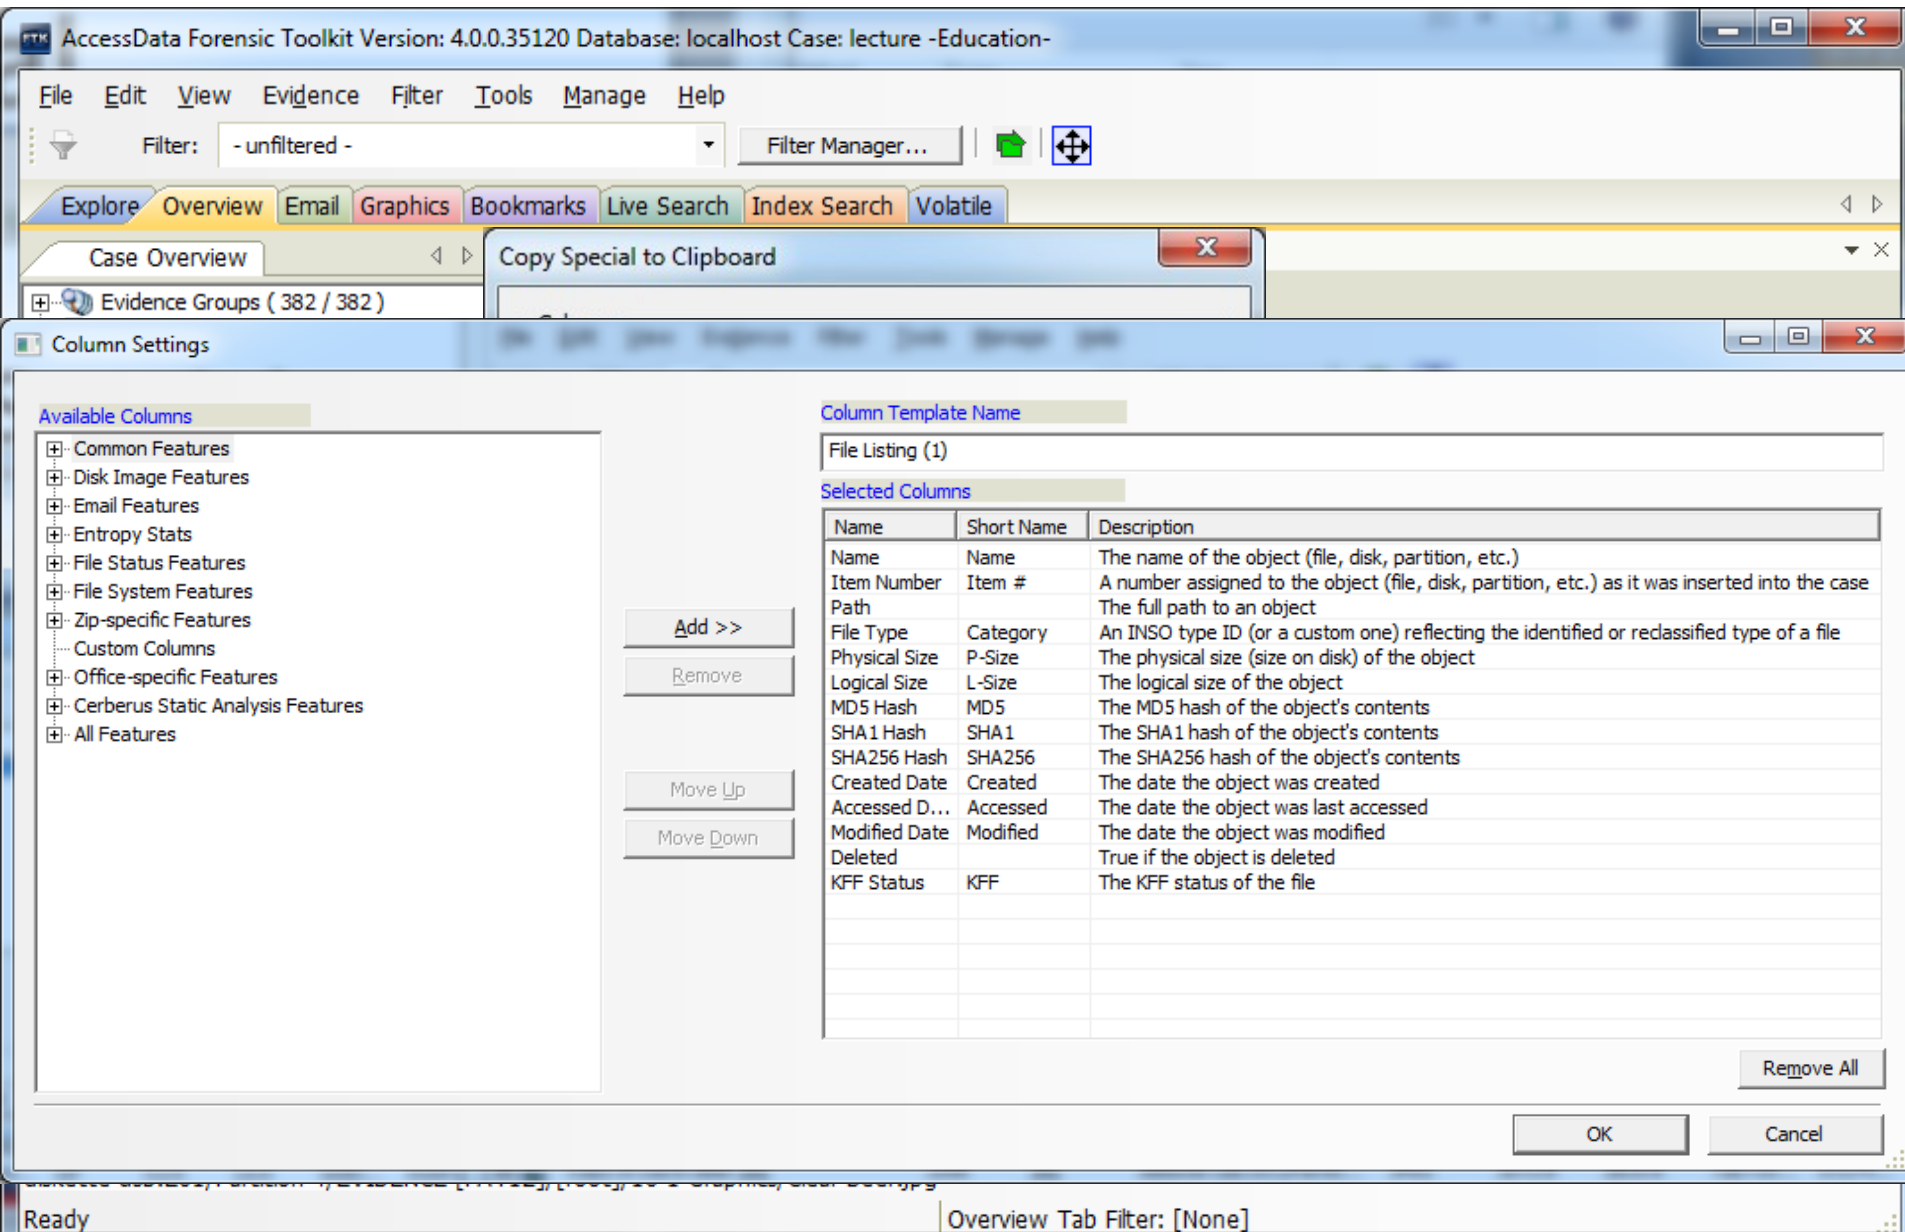 FTK AccessData Forensic Toolkit Version: 4.0.0.35120 Database: localhost Case: lecture -Education-
File Edit View Evidence Filter Tools Manage Help
Filter: - unfiltered - Filter Manager...
Explore Overview Email Graphics Bookmarks Live Search Index Search Volatile
Case Overview
Copy Special to Clipboard
Evidence Groups ( 382 / 382 )
Column Settings
Available Columns
Common Features
Disk Image Features
Email Features
Entropy Stats
File Status Features
File System Features
Zip-specific Features
Custom Columns
Office-specific Features
Cerberus Static Analysis Features
All Features
Add >>
Remove
Move Up
Move Down
Column Template Name
File Listing (1)
Selected Columns
Name Short Name Description
Name Name The name of the object (file, disk, partition, etc.)
Item Number Item # A number assigned to the object (file, disk, partition, etc.) as it was inserted into the case
Path The full path to an object
File Type Category An INSO type ID (or a custom one) reflecting the identified or reclassified type of a file
Physical Size P-Size The physical size (size on disk) of the object
Logical Size L-Size The logical size of the object
MD5 Hash MD5 The MD5 hash of the object's contents
SHA1 Hash SHA1 The SHA1 hash of the object's contents
SHA256 Hash SHA256 The SHA256 hash of the object's contents
Created Date Created The date the object was created
Accessed D... Accessed The date the object was last accessed
Modified Date Modified The date the object was modified
Deleted True if the object is deleted
KFF Status KFF The KFF status of the file
Remove All
OK Cancel
Ready Overview Tab Filter: [None]